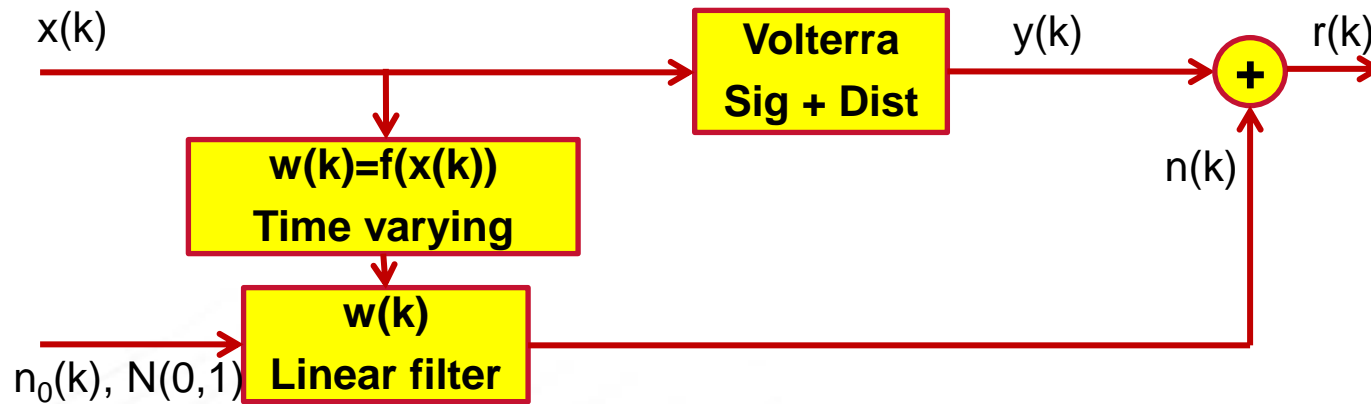 x(k)
Volterra
Sig + Dist
y(k)
+
r(k)
w(k)=f(x(k))
Time varying
n(k)
w(k)
Linear filter
n₀(k), N(0,1)